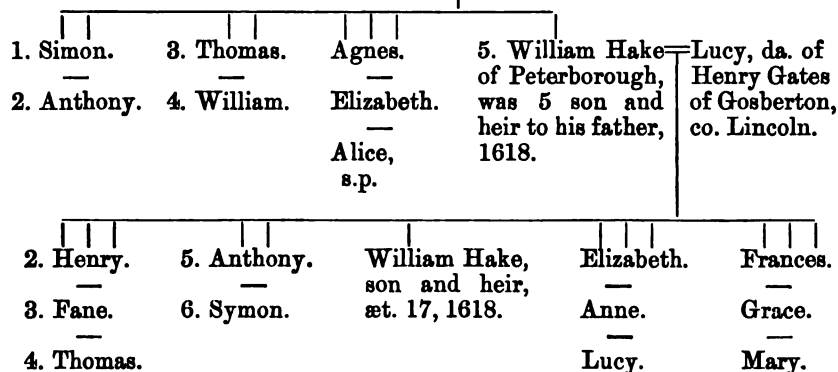 1. Simon.
2. Anthony.
3. Thomas.
4. William.
Agnes.
Elizabeth.
Alice,
s.p.
5. William Hake
of Peterborough,
was 5 son and
heir to his father,
1618.
Lucy, da. of
Henry Gates
of Gosberton,
co. Lincoln.
2. Henry.
3. Fane.
4. Thomas.
5. Anthony.
6. Symon.
William Hake,
son and heir,
æt. 17, 1618.
Elizabeth.
Anne.
Lucy.
Frances.
Grace.
Mary.